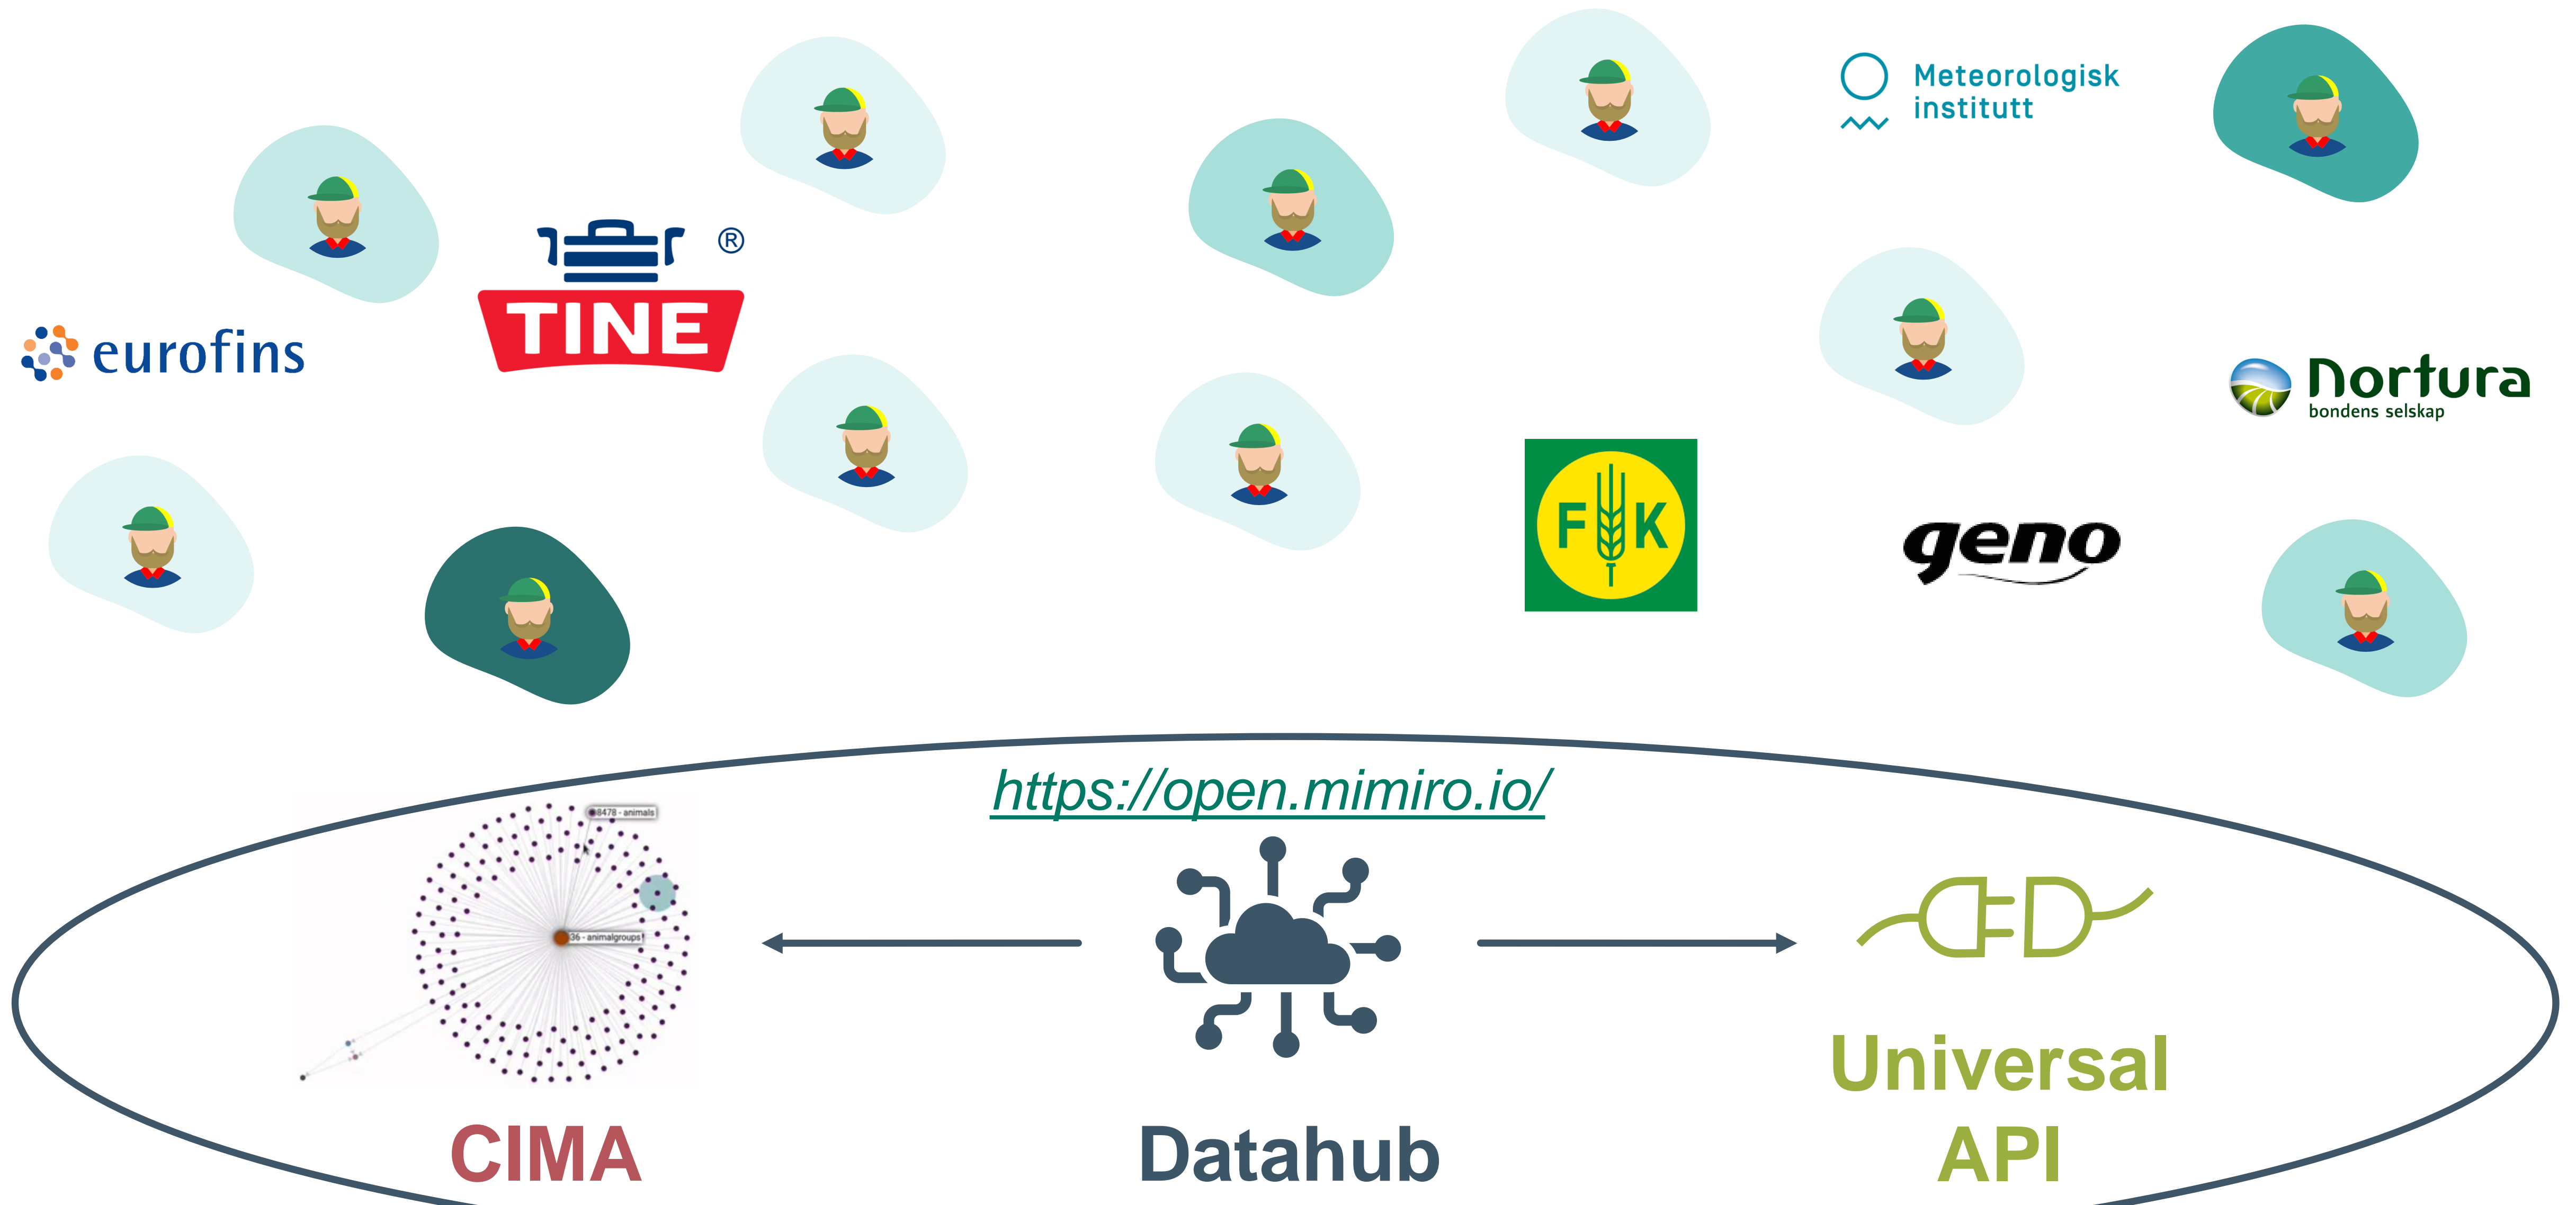 Meteorologisk
institutt
®
TINE
eurofins
nortura
bondens selskap
F K
geno
https://open.mimiro.io/
8478 - animals
36 - animalgroups
CIMA
Datahub
Universal
API